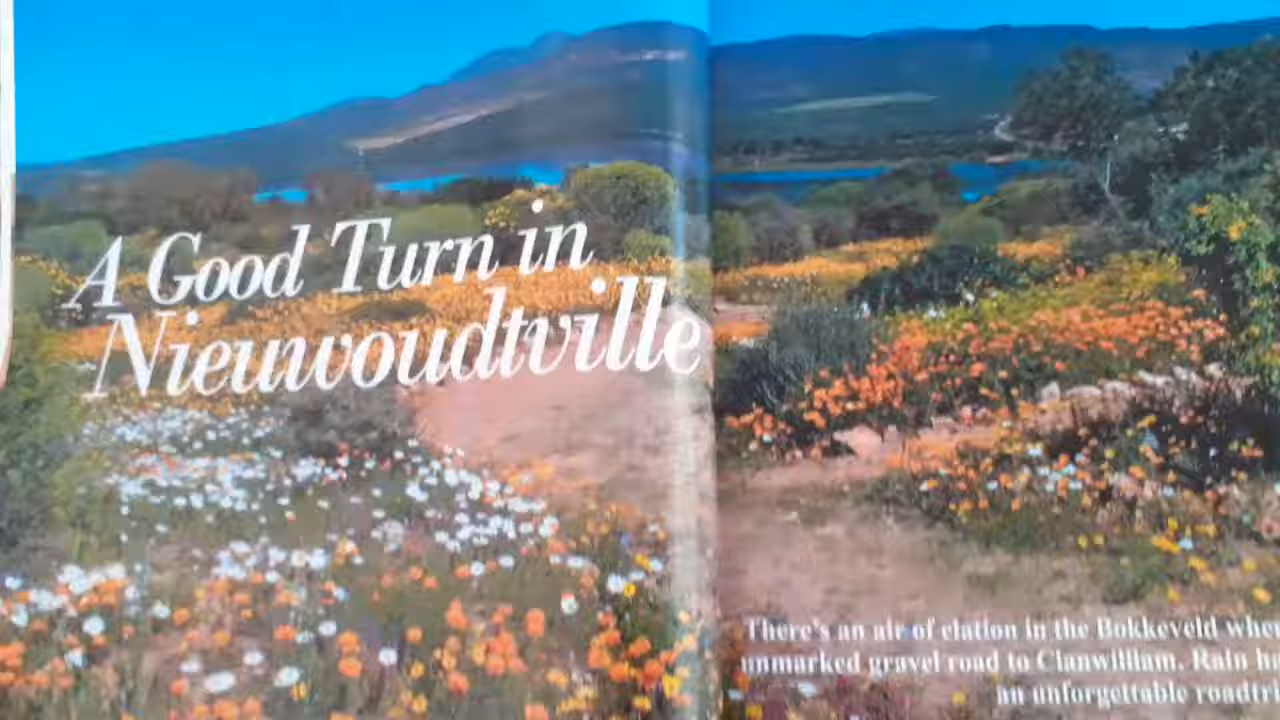 A Good Turn in
Nieuwoudtville
There's an air of elation in the Bokkeveld
unmarked gravel road to Clanwilliam. Rain
an unforgettable